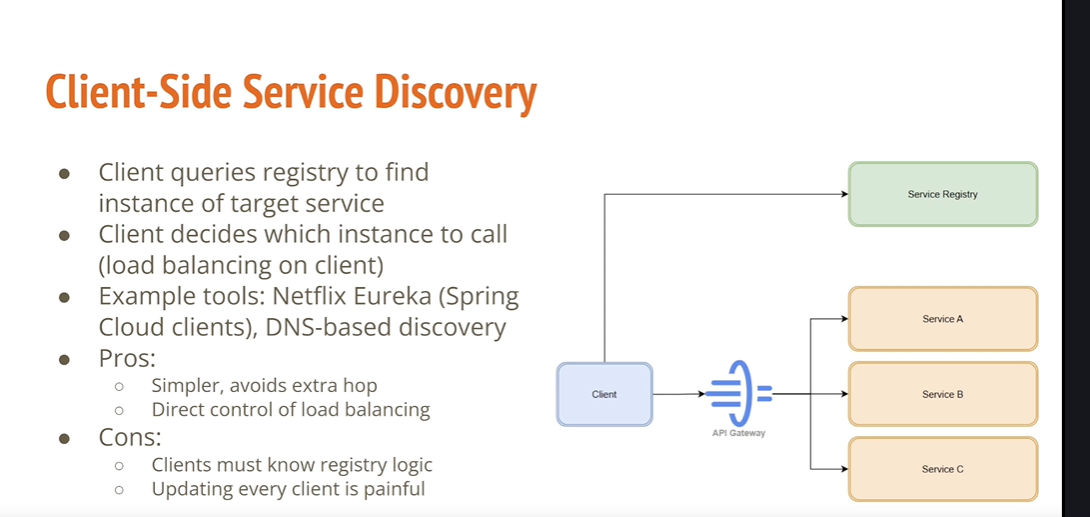 Client-Side Service Discovery
● Client queries registry to find
instance of target service
● Client decides which instance to call
(load balancing on client)
● Example tools: Netflix Eureka (Spring
Cloud clients), DNS-based discovery
● Pros:
○ Simpler, avoids extra hop
○ Direct control of load balancing
● Cons:
○ Clients must know registry logic
○ Updating every client is painful
Service Registry
Service A
Client
Service B
API Gateway
Service C